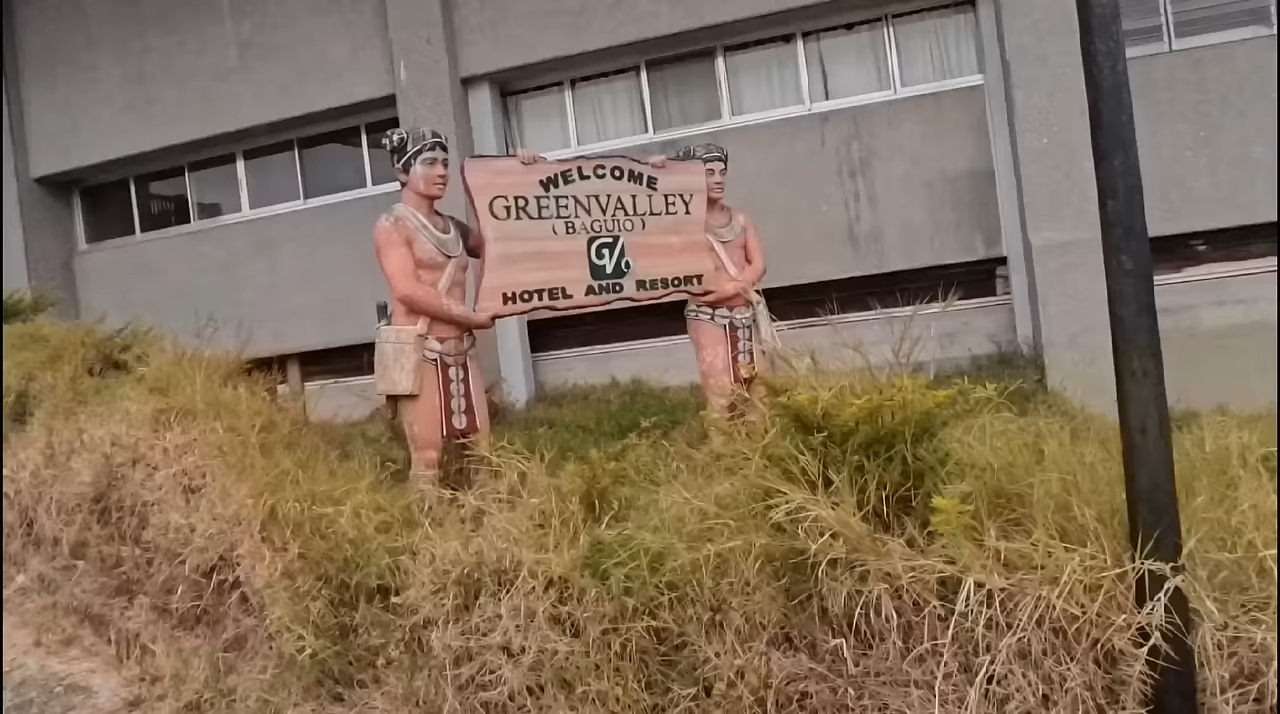 WELCOME
GREENVALLEY
( BAGUIO )
GV
HOTEL AND RESORT